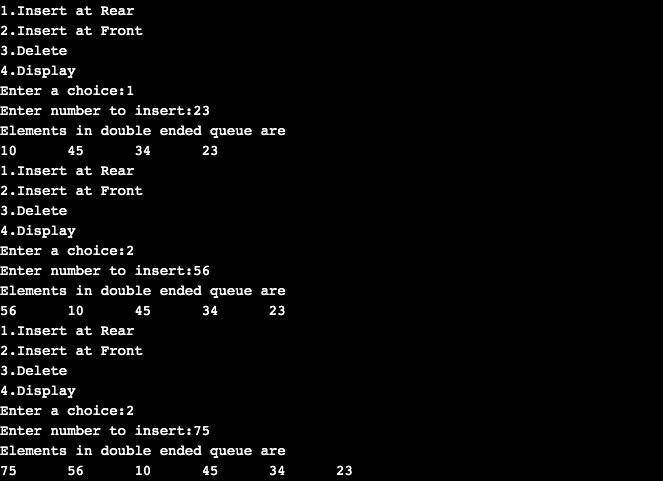 1.Insert at Rear
2.Insert at Front
3.Delete
4.Display
Enter a choice:1
Enter number to insert:23
Elements in double ended queue are
10      45      34      23
1.Insert at Rear
2.Insert at Front
3.Delete
4.Display
Enter a choice:2
Enter number to insert:56
Elements in double ended queue are
56      10      45      34      23
1.Insert at Rear
2.Insert at Front
3.Delete
4.Display
Enter a choice:2
Enter number to insert:75
Elements in double ended queue are
75      56      10      45      34      23